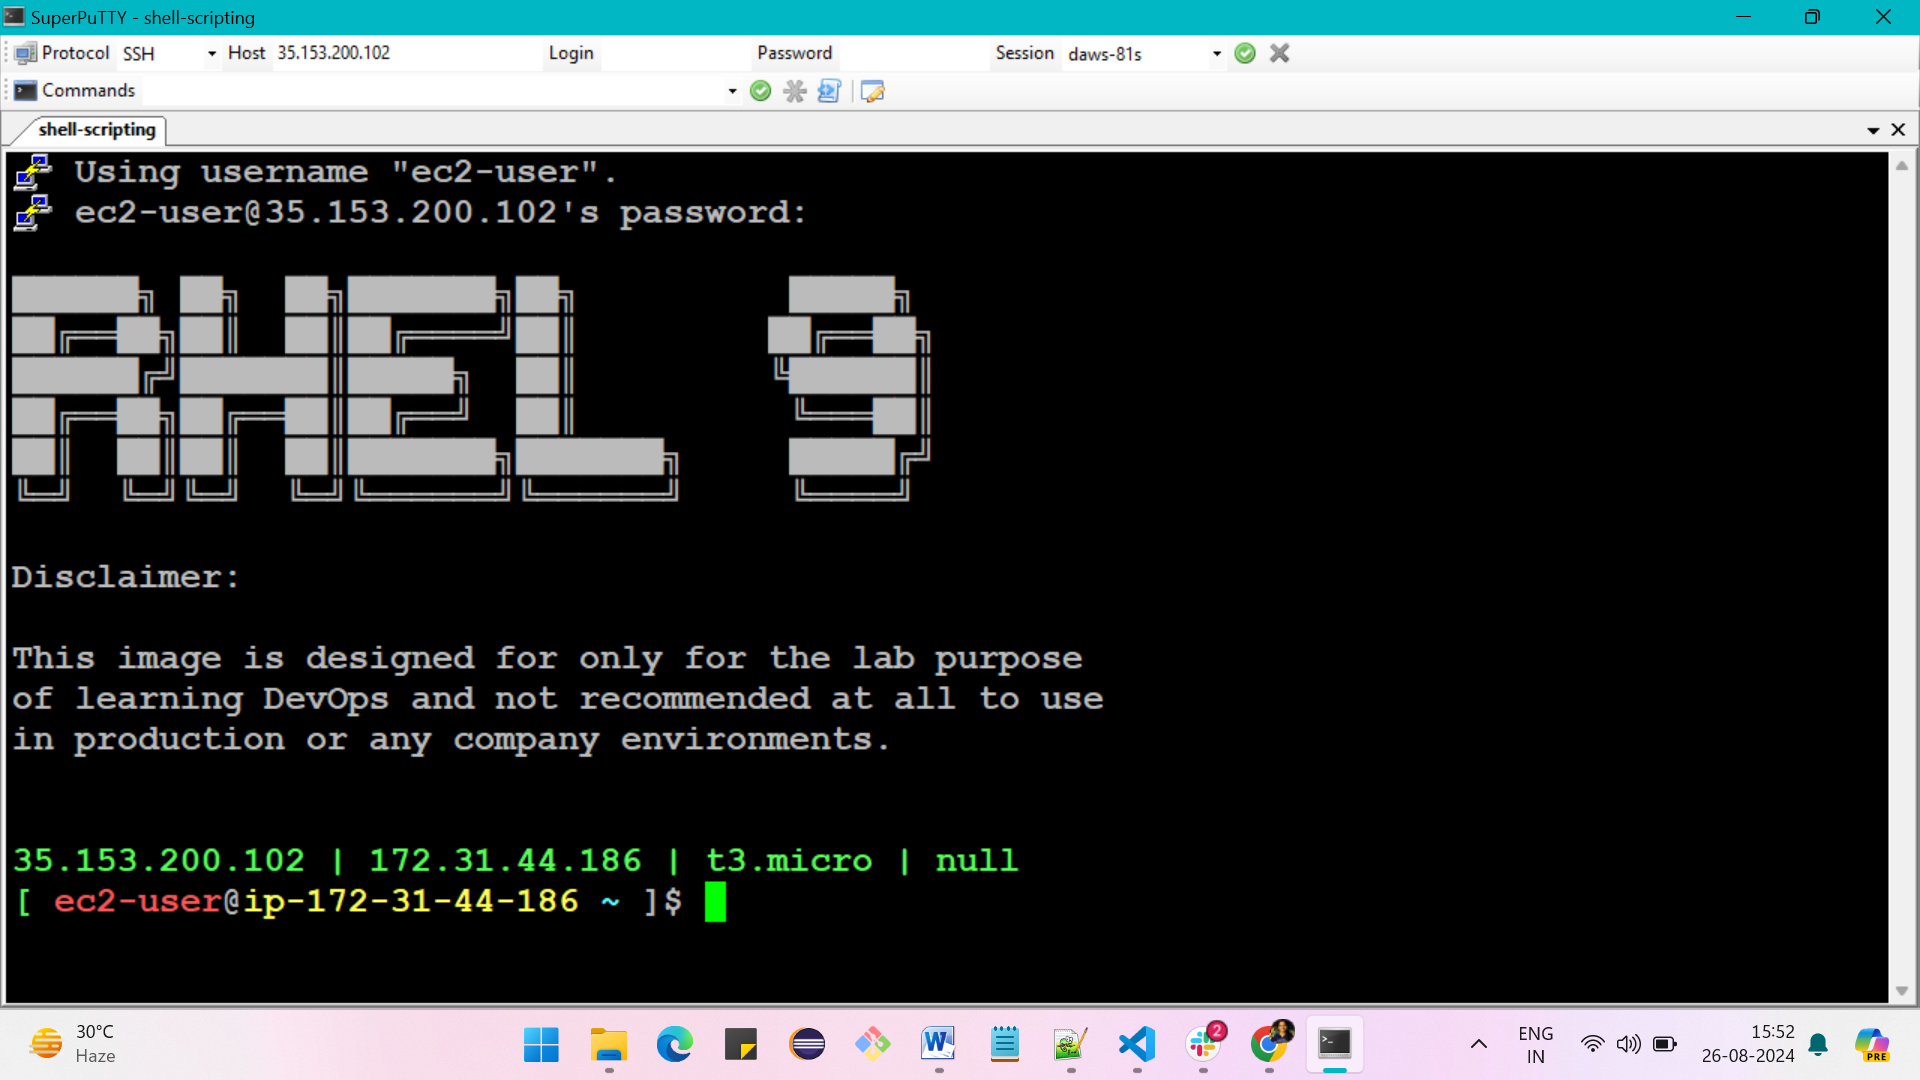 SuperPuTTY - shell-scripting
Protocol SSH Host 35.153.200.102 Login Password Session daws-81s
Commands
shell-scripting
Using username "ec2-user".
ec2-user@35.153.200.102's password:
RHEL 9
Disclaimer:
This image is designed for only for the lab purpose
of learning DevOps and not recommended at all to use
in production or any company environments.
35.153.200.102 | 172.31.44.186 | t3.micro | null
[ ec2-user@ip-172-31-44-186 ~ ]$
30°C
Haze
2
ENG
IN
15:52
26-08-2024
PRE